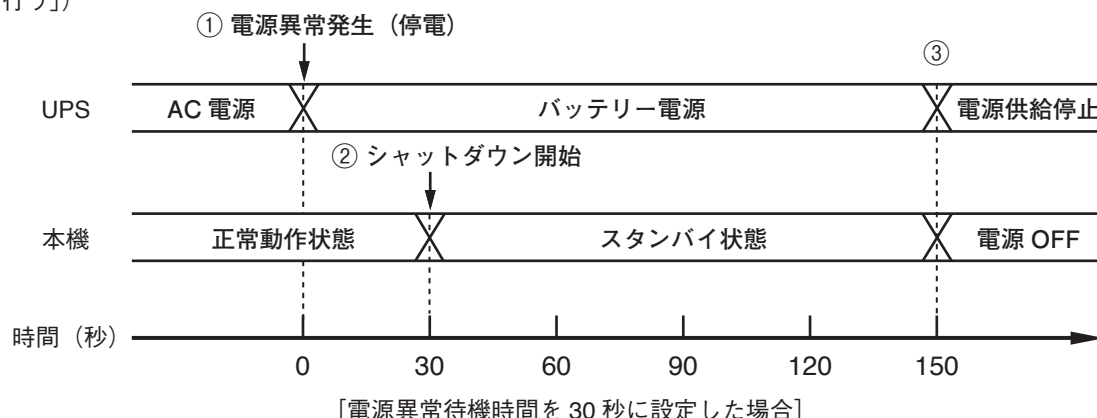 行う」)
① 電源異常発生（停電）
③
UPS AC 電源 バッテリー電源 電源供給停止
② シャットダウン開始
本機 正常動作状態 スタンバイ状態 電源 OFF
時間（秒）
0 30 60 90 120 150
［電源異常待機時間を 30 秒に設定した場合］